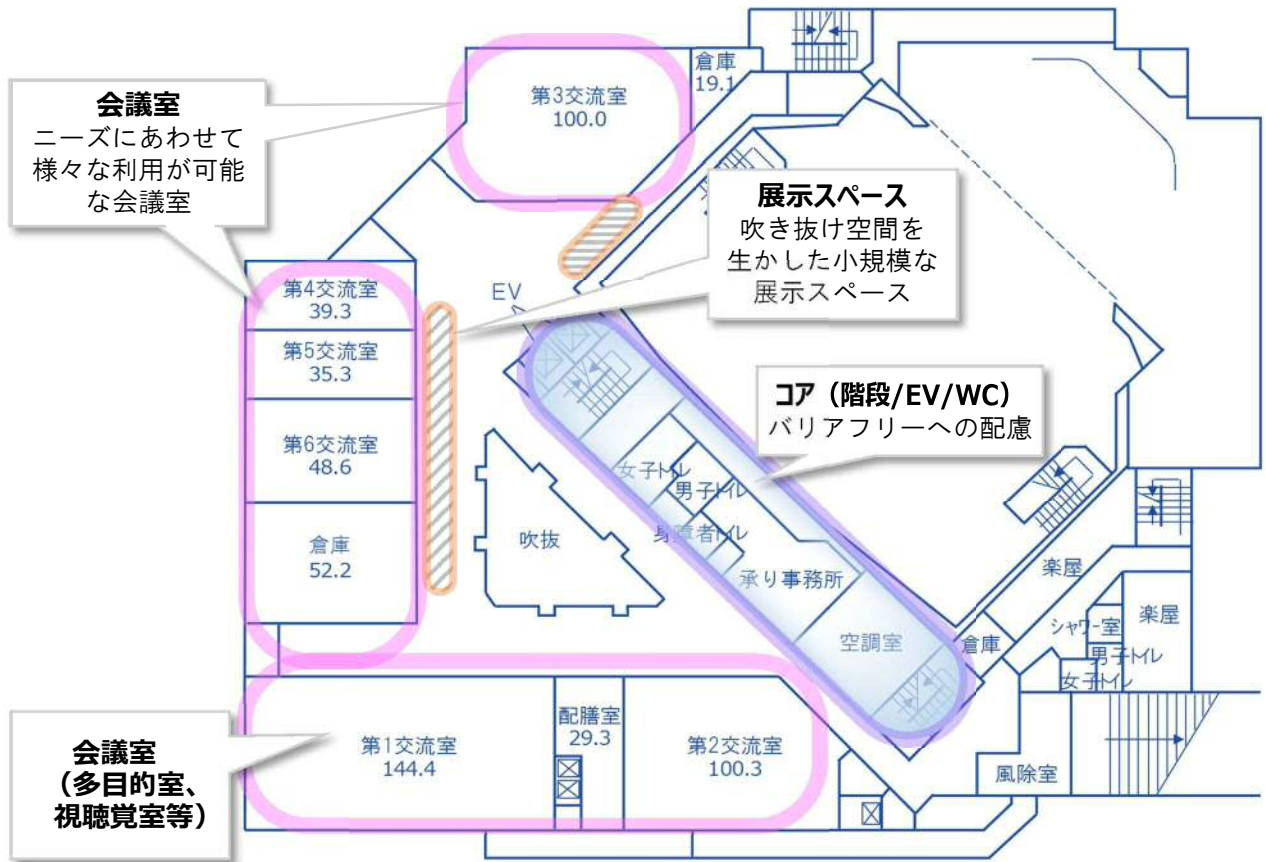 倉庫
19.1
第3交流室
100.0
会議室
ニーズにあわせて
様々な利用が可能
な会議室
展示スペース
吹き抜け空間を
生かした小規模な
展示スペース
EV
第4交流室
39.3
第5交流室
35.3
第6交流室
48.6
倉庫
52.2
コア（階段/EV/WC）
バリアフリーへの配慮
女子トイレ
男子トイレ
身障者トイレ
吹抜
承り事務所
空調室
倉庫
楽屋
シャワー室
楽屋
男子トイレ
女子トイレ
風除室
会議室
（多目的室、
視聴覚室等）
第1交流室
144.4
配膳室
29.3
第2交流室
100.3